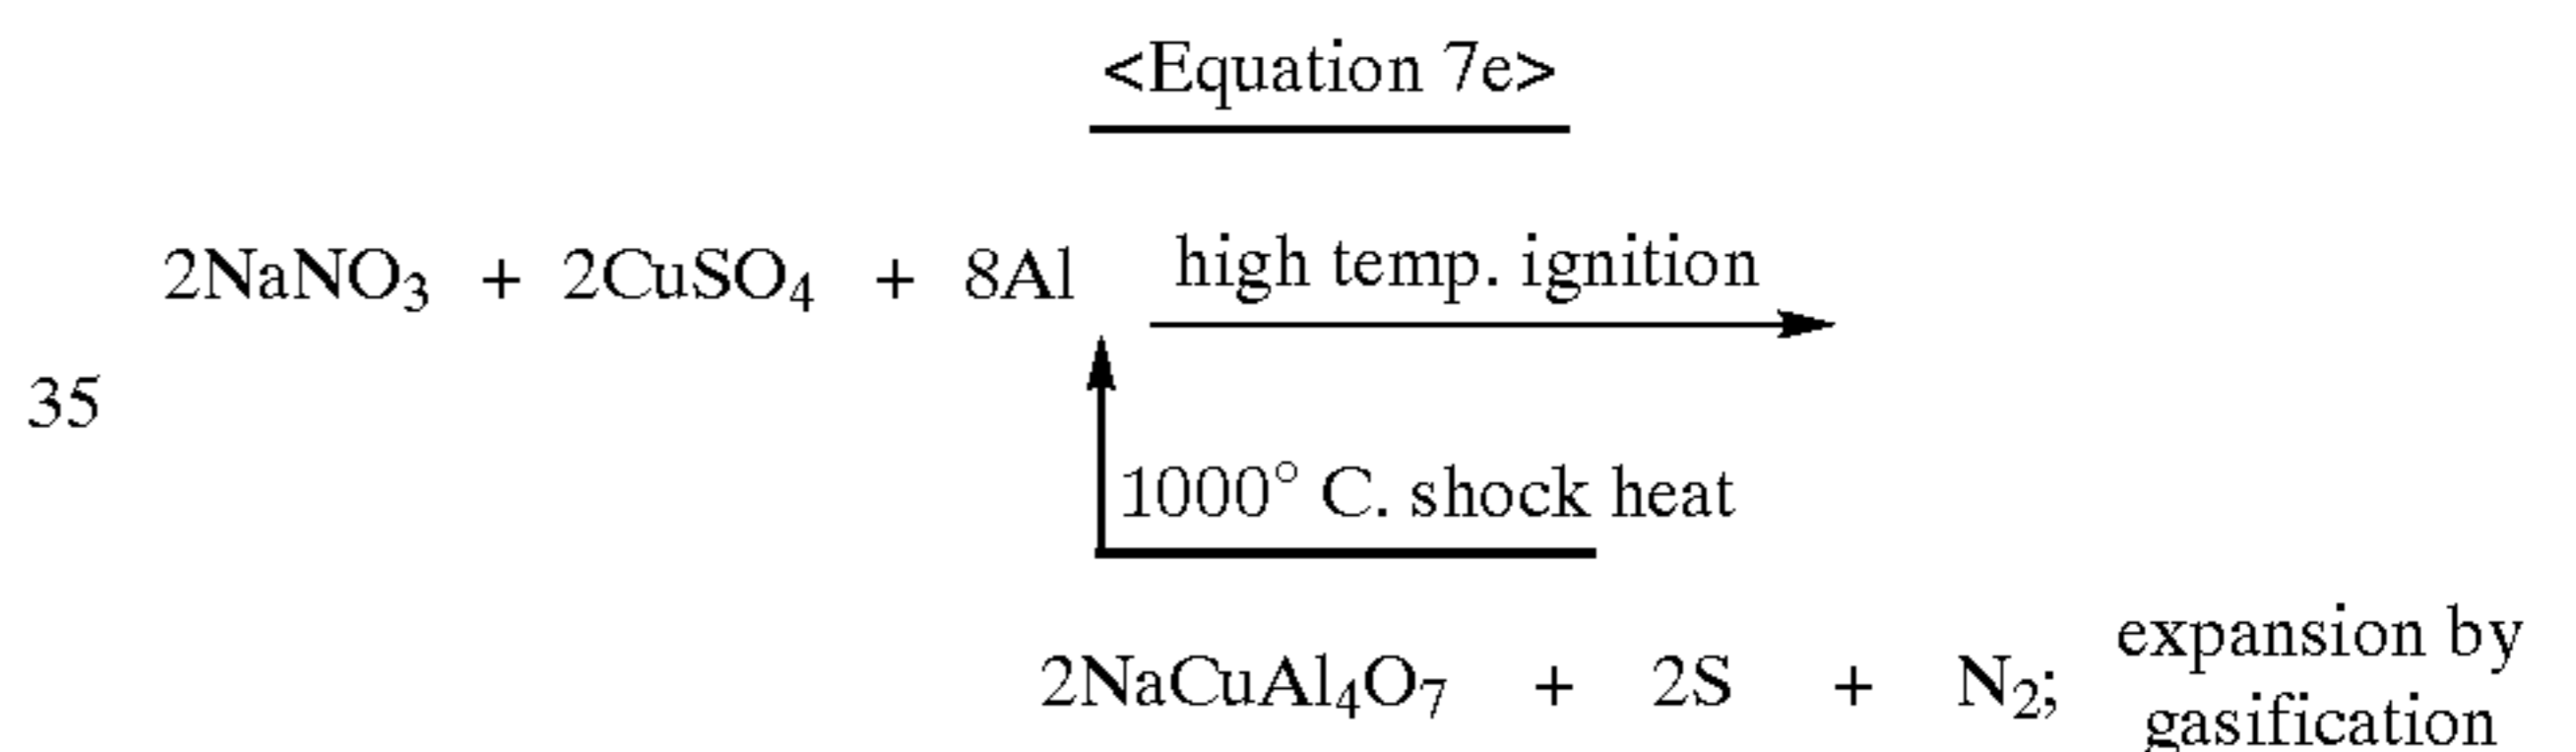 <Equation 7e>
2NaNO₃ + 2CuSO₄ + 8Al high temp. ignition
35
1000° C. shock heat
2NaCuAl₄O₇ + 2S + N₂; expansion by
gasification